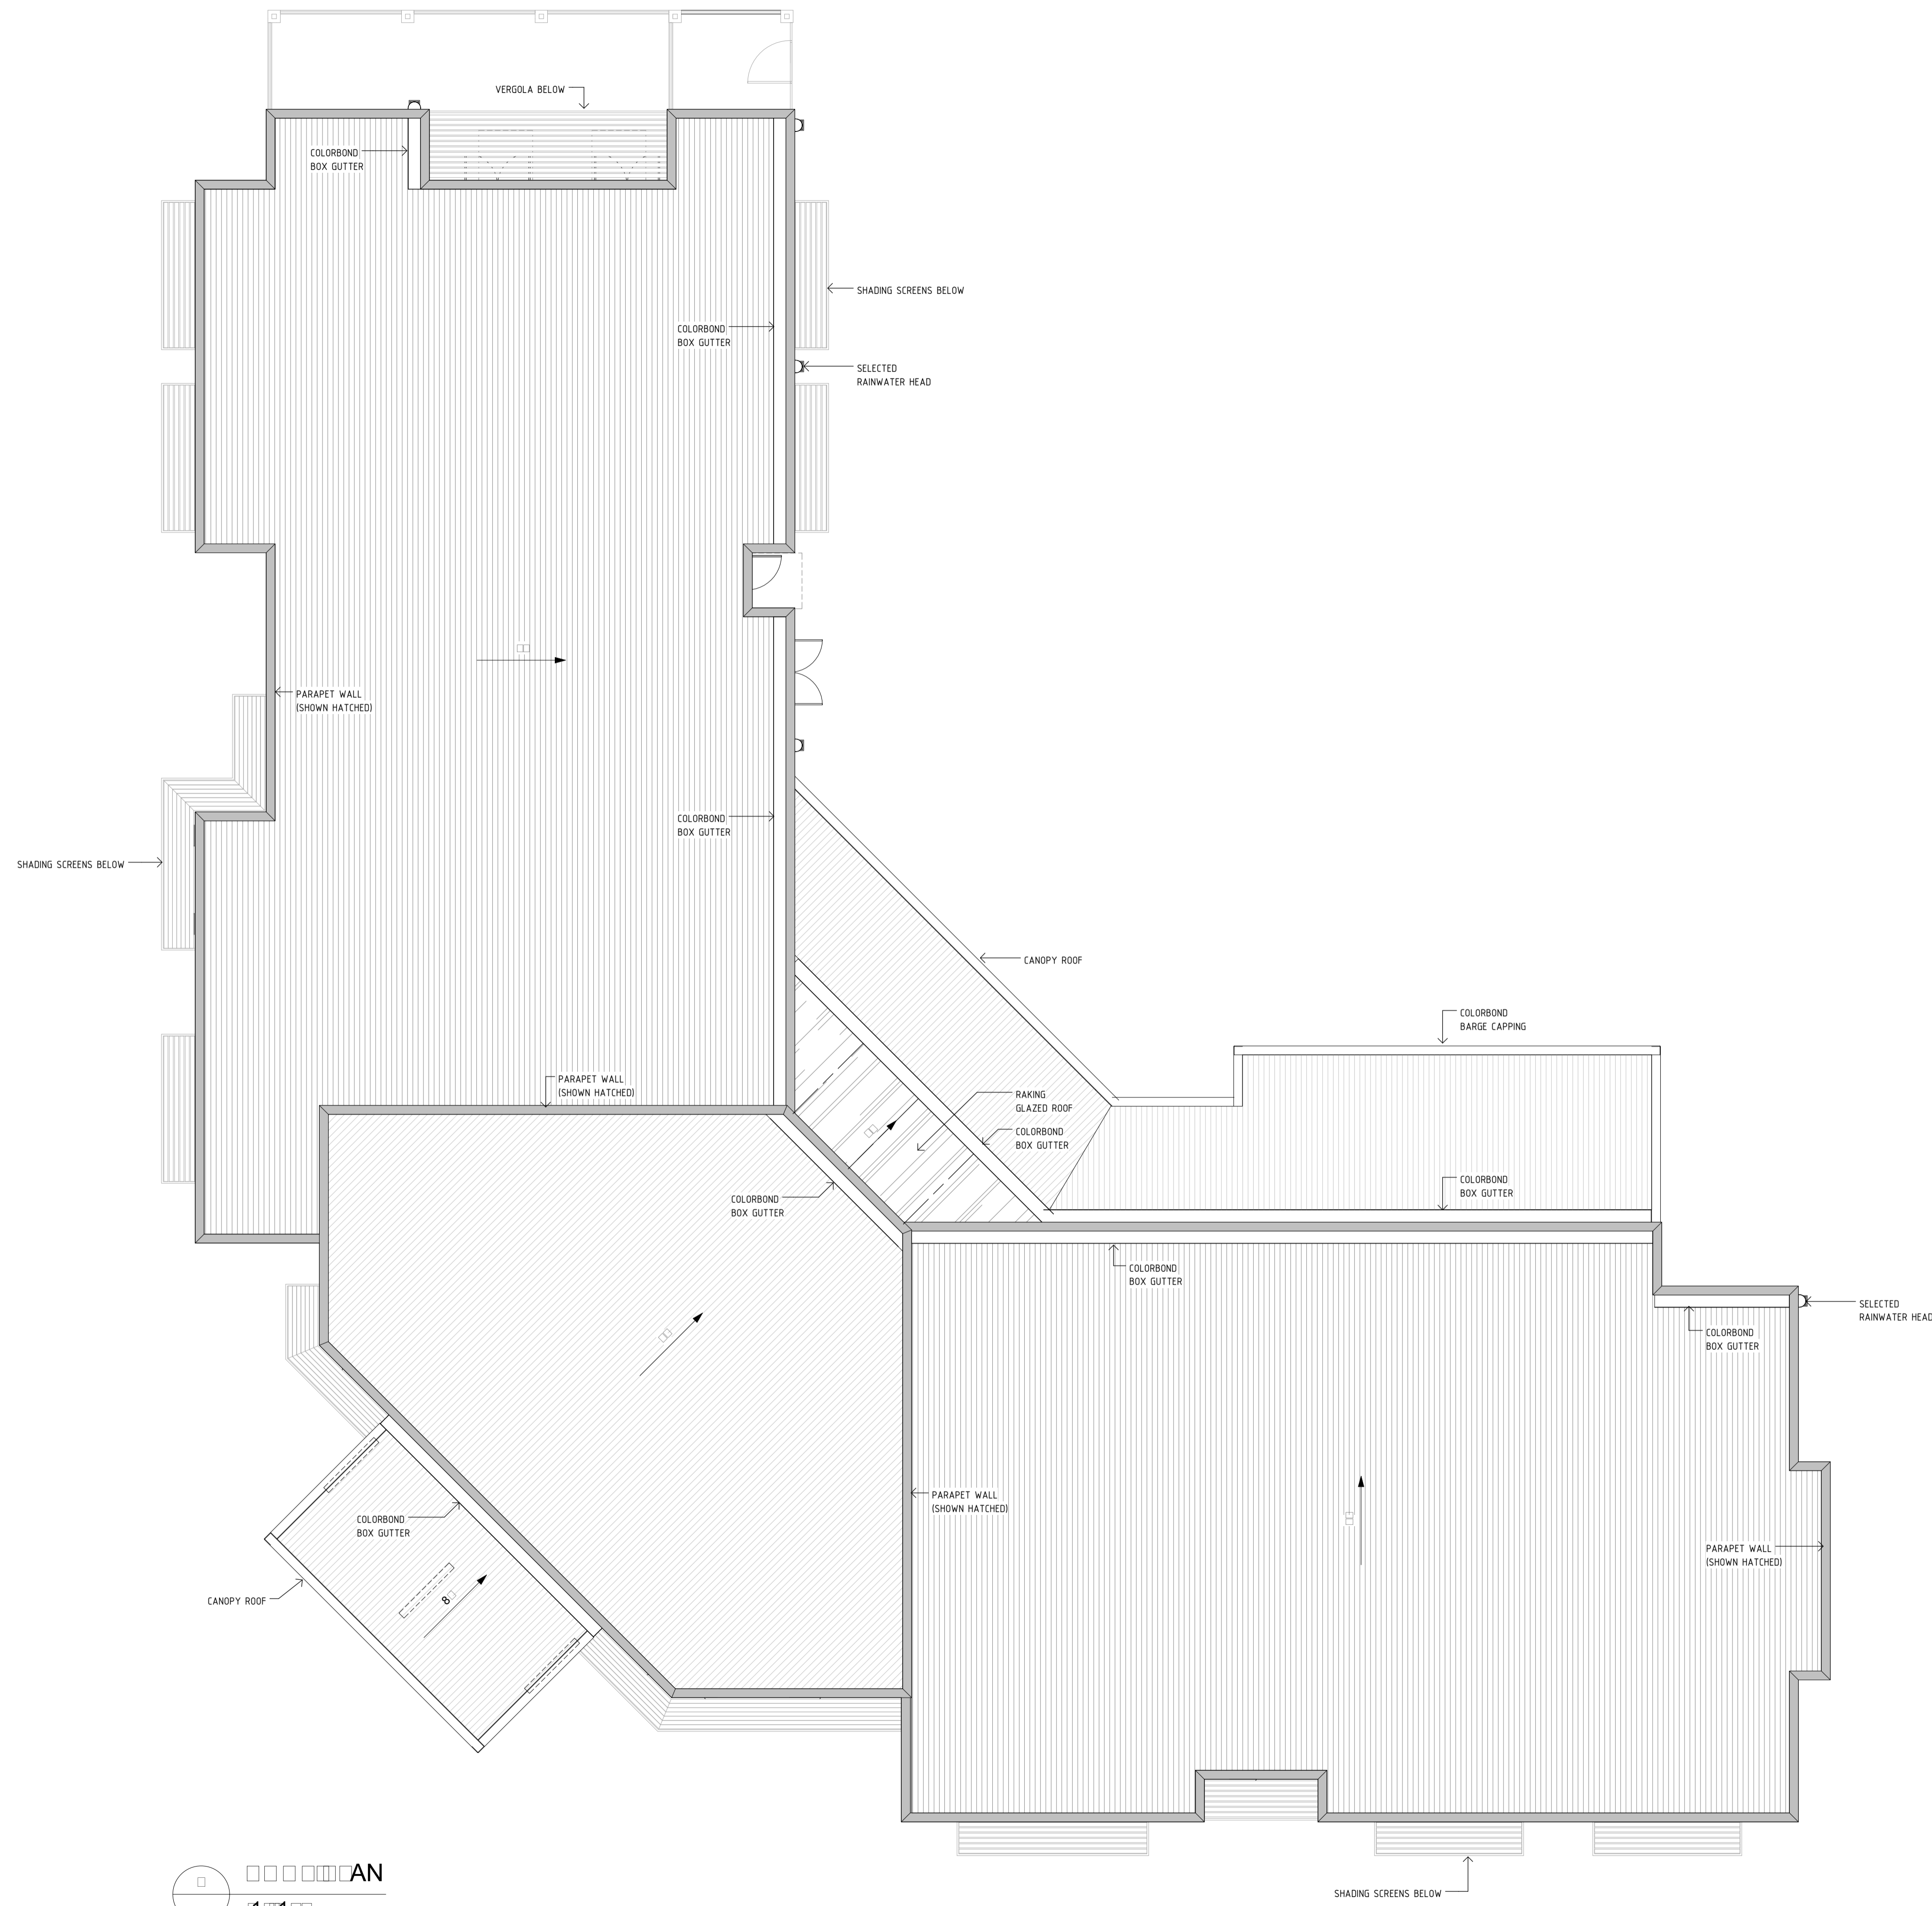 VERGOLA BELOW
COLORBOND
BOX GUTTER
SHADING SCREENS BELOW
COLORBOND
BOX GUTTER
SELECTED
RAINWATER HEAD
PARAPET WALL
(SHOWN HATCHED)
COLORBOND
BOX GUTTER
SHADING SCREENS BELOW
CANOPY ROOF
COLORBOND
BARGE CAPPING
PARAPET WALL
(SHOWN HATCHED)
RAKING
GLAZED ROOF
COLORBOND
BOX GUTTER
COLORBOND
BOX GUTTER
COLORBOND
BOX GUTTER
COLORBOND
BOX GUTTER
SELECTED
RAINWATER HEAD
COLORBOND
BOX GUTTER
PARAPET WALL
(SHOWN HATCHED)
COLORBOND
BOX GUTTER
PARAPET WALL
(SHOWN HATCHED)
CANOPY ROOF
8
AN
SHADING SCREENS BELOW